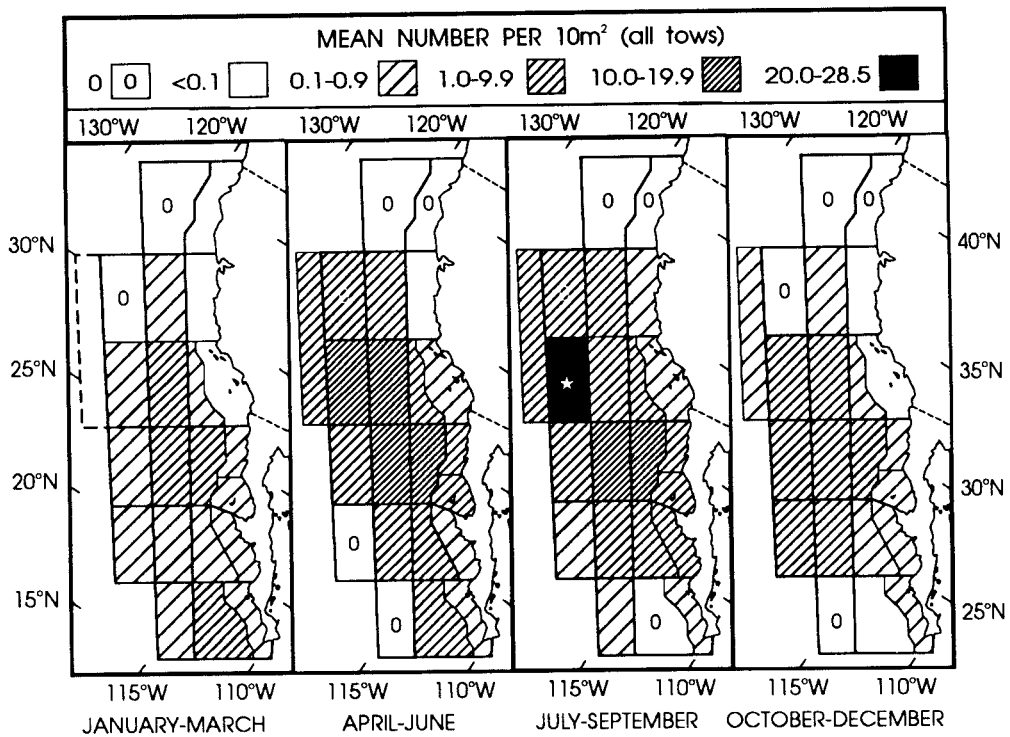 MEAN NUMBER PER 10m² (all tows)
0 0 <0.1 0.1-0.9 1.0-9.9 10.0-19.9 20.0-28.5
130°W 120°W 130°W 120°W 130°W 120°W 130°W 120°W
0 0 0 0 0 0 0
30°N 40°N
0 0 0 0
25°N 35°N
20°N 30°N
0
15°N 0 0 0 25°N
115°W 110°W 115°W 110°W 115°W 110°W 115°W 110°W
JANUARY-MARCH APRIL-JUNE JULY-SEPTEMBER OCTOBER-DECEMBER